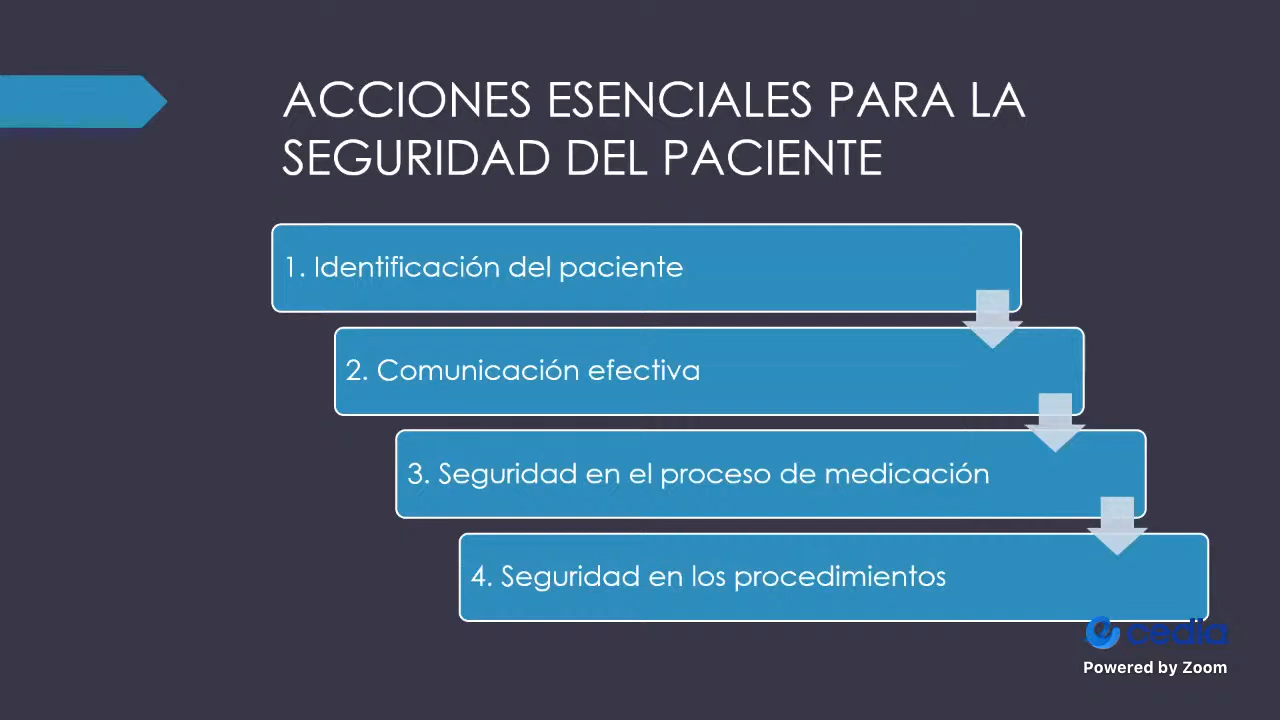 ACCIONES ESENCIALES PARA LA
SEGURIDAD DEL PACIENTE
1. Identificación del paciente
2. Comunicación efectiva
3. Seguridad en el proceso de medicación
4. Seguridad en los procedimientos
cedia
Powered by Zoom